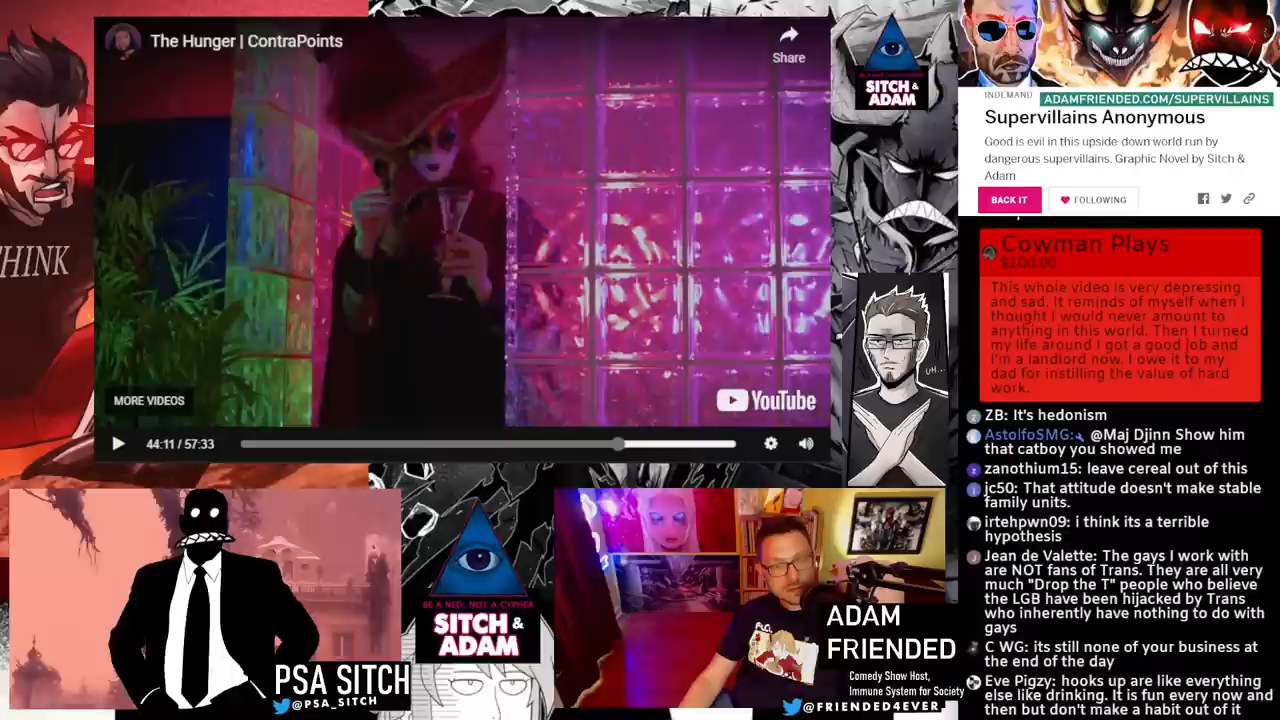 The Hunger | ContraPoints
Share
MORE VIDEOS
YouTube
44:11 / 57:33
THINK
SITCH &
ADAM
UH...
INDEMAND
ADAMFRIENDED.COM/SUPERVILLAINS
Supervillains Anonymous
Good is evil in this upside-down world run by
dangerous supervillains. Graphic Novel by Sitch &
Adam
BACK IT
FOLLOWING
Cowman Plays
$100.00
This whole video is very depressing
and sad. It reminds of myself when I
thought I would never amount to
anything in this world. Then I turned
my life around I got a good job and
I'm a landlord now. I owe it to my
dad for instilling the value of hard
work.
ZB: It's hedonism
AstolfoSMG: @Maj Djinn Show him
that catboy you showed me
zanothium15: leave cereal out of this
jc50: That attitude doesn't make stable
family units.
irtehpwn09: i think its a terrible
hypothesis
Jean de Valette: The gays I work with
are NOT fans of Trans. They are all very
much "Drop the T" people who believe
the LGB have been hijacked by Trans
who inherently have nothing to do with
gays
C WG: its still none of your business at
the end of the day
Eve Pigzy: hooks up are like everything
else like drinking. It is fun every now and
then but don't make a habit out of it
PSA SITCH
@PSA_SITCH
BE A NEO, NOT A CYPHER
SITCH &
ADAM
ADAM
FRIENDED
Comedy Show Host,
Immune System for Society
@FRIENDED4EVER